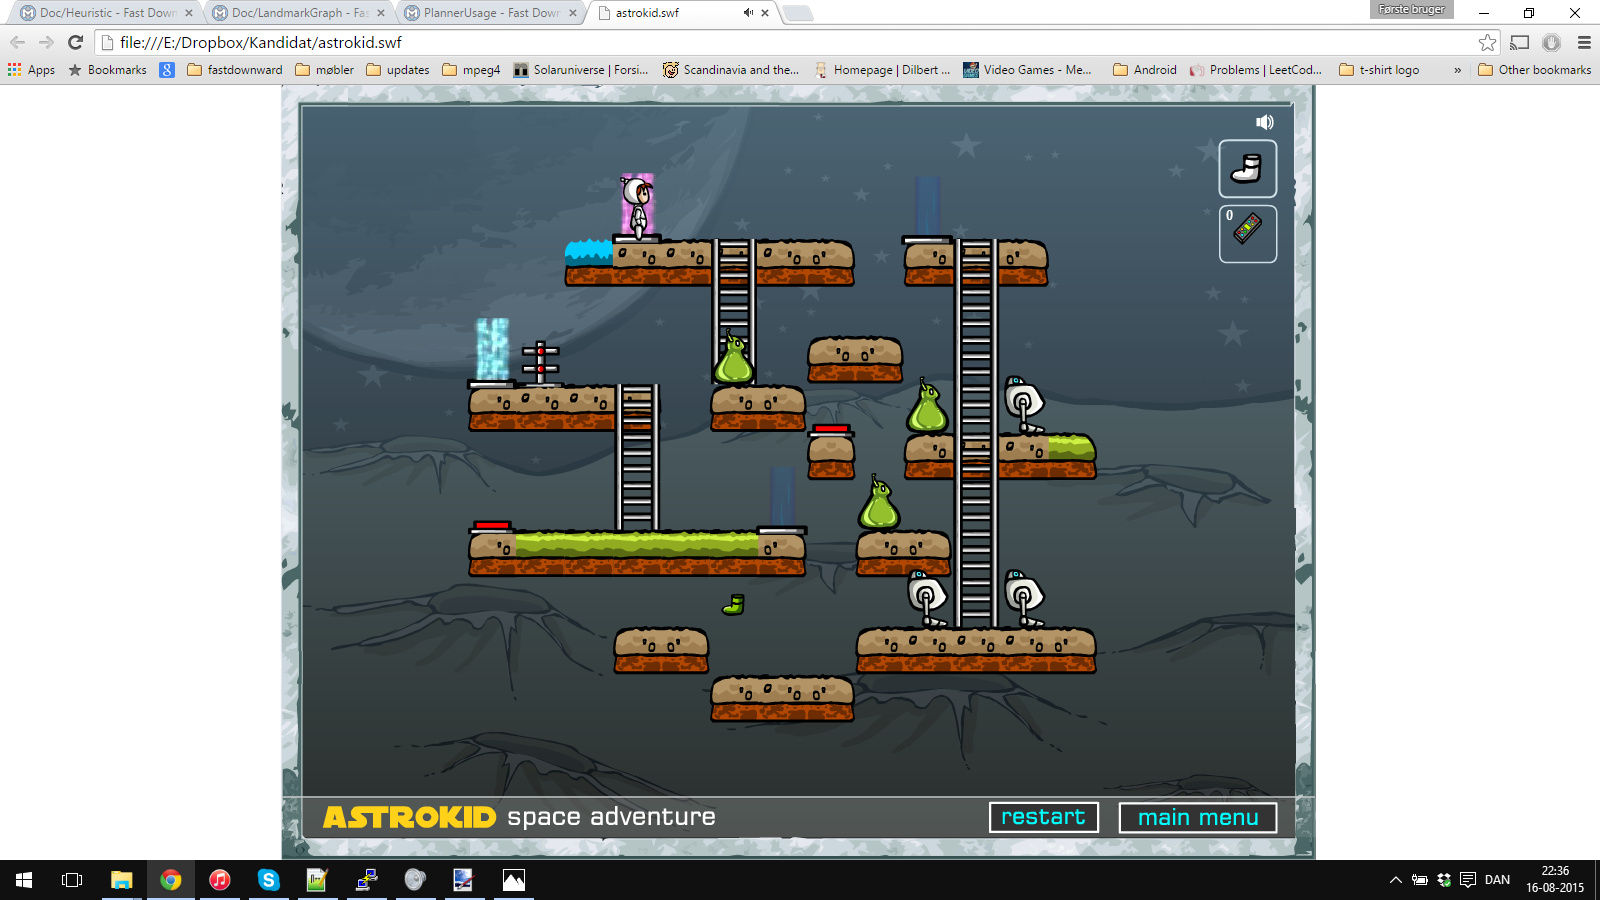 Doc/Heuristic - Fast Down
Doc/LandmarkGraph - Fas
PlannerUsage - Fast Down
astrokid.swf
Første bruger
file:///E:/Dropbox/Kandidat/astrokid.swf
Apps
Bookmarks
fastdownward
møbler
updates
mpeg4
Solaruniverse | Forsi...
Scandinavia and the...
Homepage | Dilbert ...
Video Games - Me...
Android
Problems | LeetCod...
t-shirt logo
»
Other bookmarks
0
ASTROKID space adventure
restart
main menu
DAN
22:36
16-08-2015